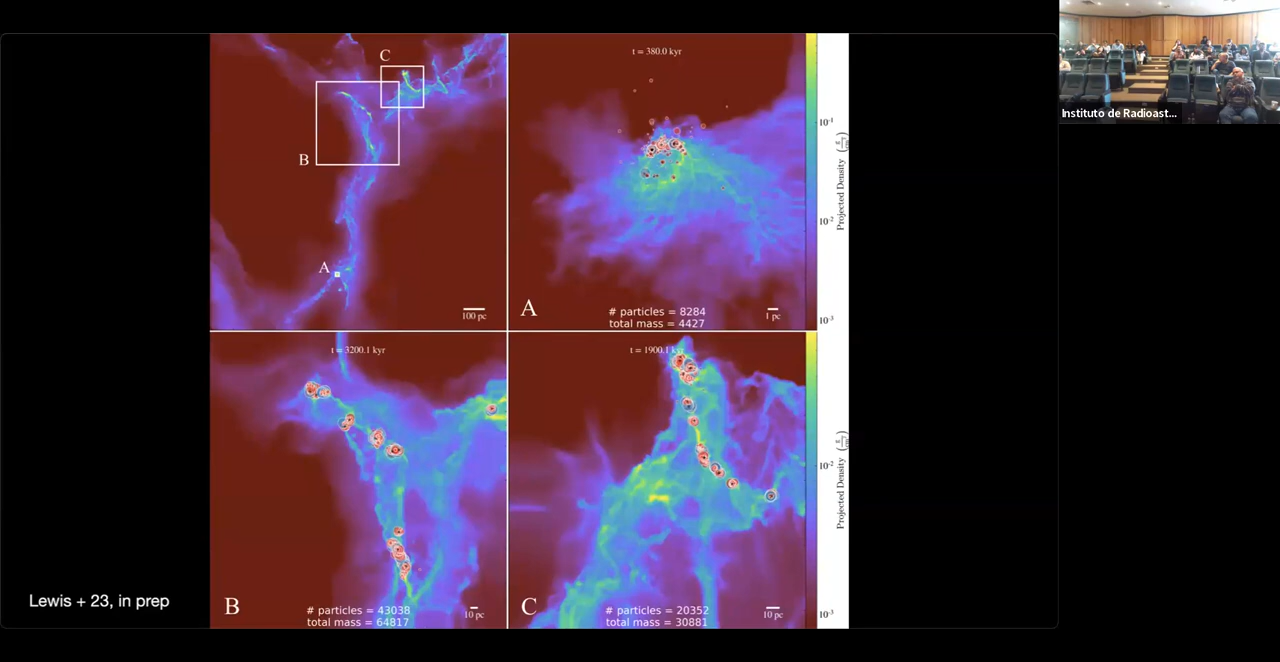 C
B
A
100 pc
t = 380.0 kyr
A
# particles = 8284
total mass = 4427
1 pc
10⁻¹
10⁻²
10⁻³
Projected Density (g/cm²)
t = 3200.1 kyr
B
# particles = 43038
total mass = 64817
10 pc
t = 1900.1 kyr
C
# particles = 20352
total mass = 30881
10 pc
10⁻²
10⁻³
Projected Density (g/cm²)
Lewis + 23, in prep
Instituto de Radioast...